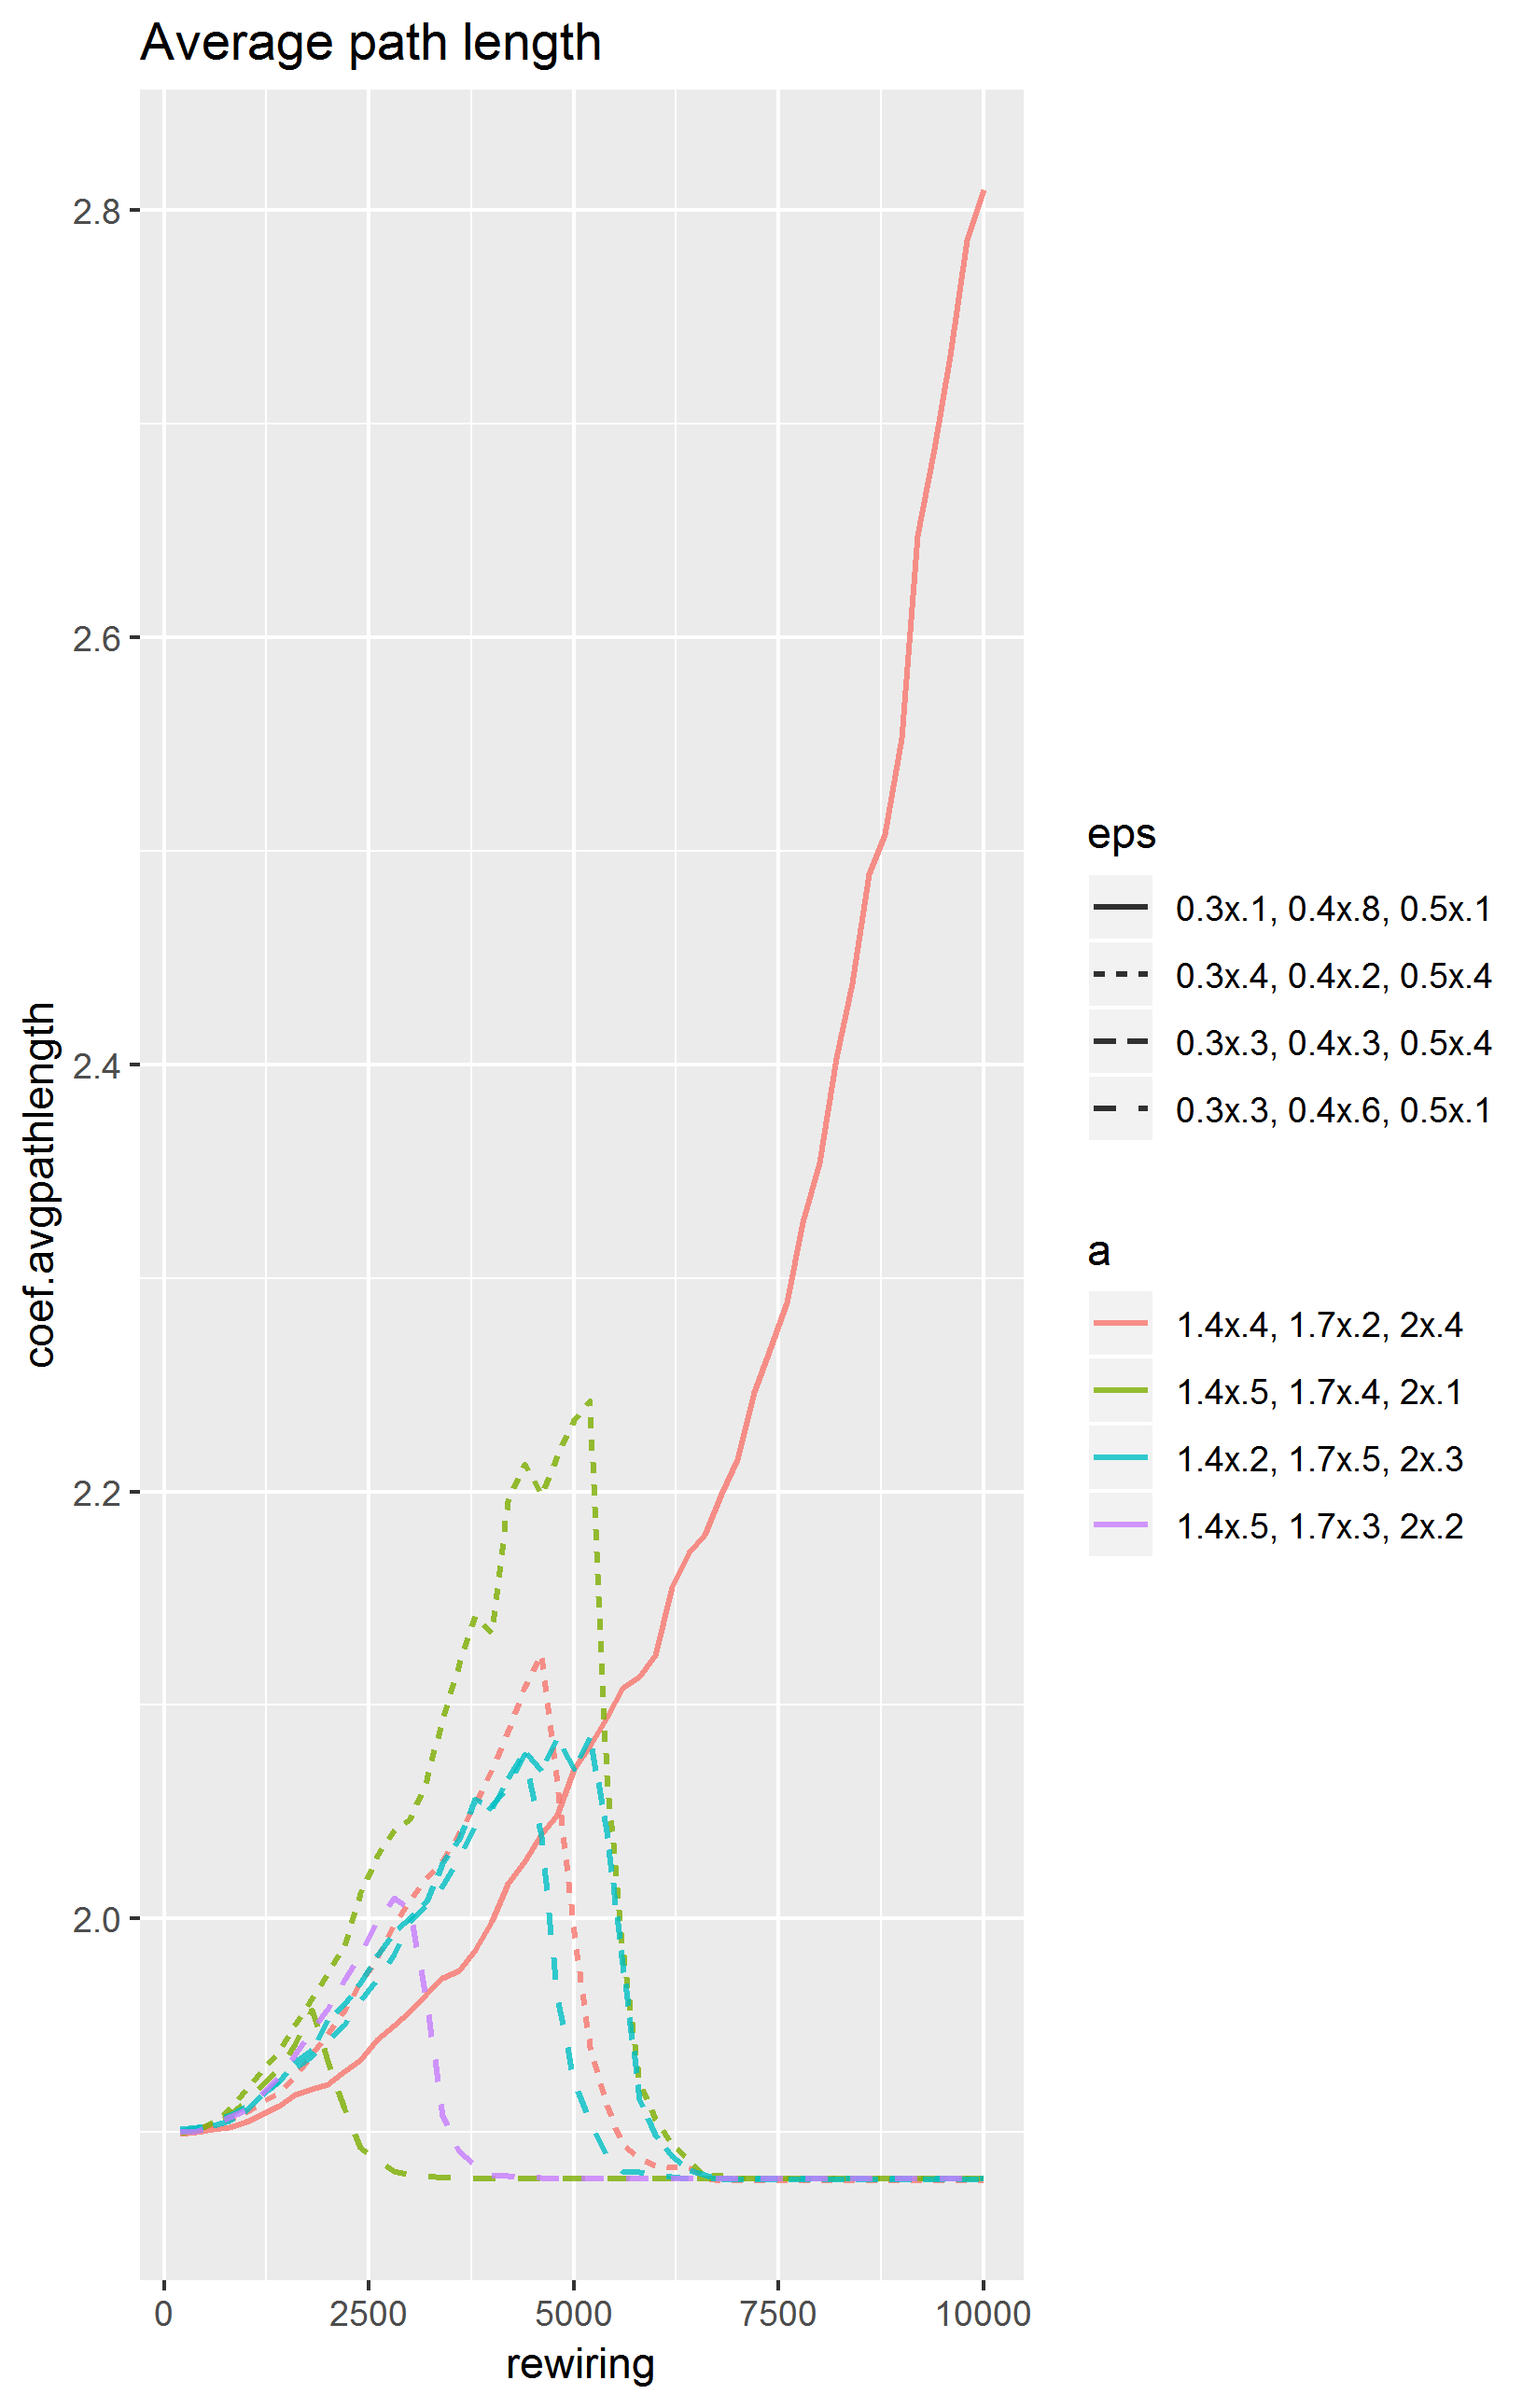 Average path length
coef.avgpathlength
2.8
2.6
2.4
2.2
2.0
0 2500 5000 7500 10000
rewiring
eps
0.3x.1, 0.4x.8, 0.5x.1
0.3x.4, 0.4x.2, 0.5x.4
0.3x.3, 0.4x.3, 0.5x.4
0.3x.3, 0.4x.6, 0.5x.1
a
1.4x.4, 1.7x.2, 2x.4
1.4x.5, 1.7x.4, 2x.1
1.4x.2, 1.7x.5, 2x.3
1.4x.5, 1.7x.3, 2x.2